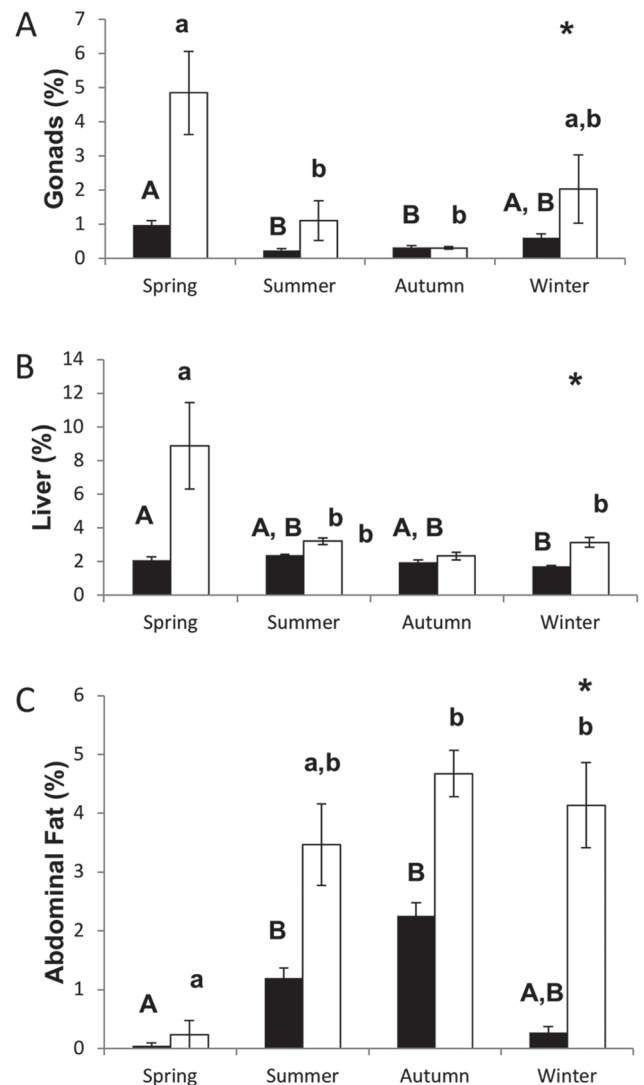 A
Gonads (%)
7
6
5
4
3
2
1
0
a
A
b
B
B
b
*
a,b
A, B
Spring Summer Autumn Winter
B
Liver (%)
14
12
10
8
6
4
2
0
a
A
A, B
b
b
A, B
*
b
B
Spring Summer Autumn Winter
C
Abdominal Fat (%)
6
5
4
3
2
1
0
A
a
a,b
B
b
B
*
b
A,B
Spring Summer Autumn Winter